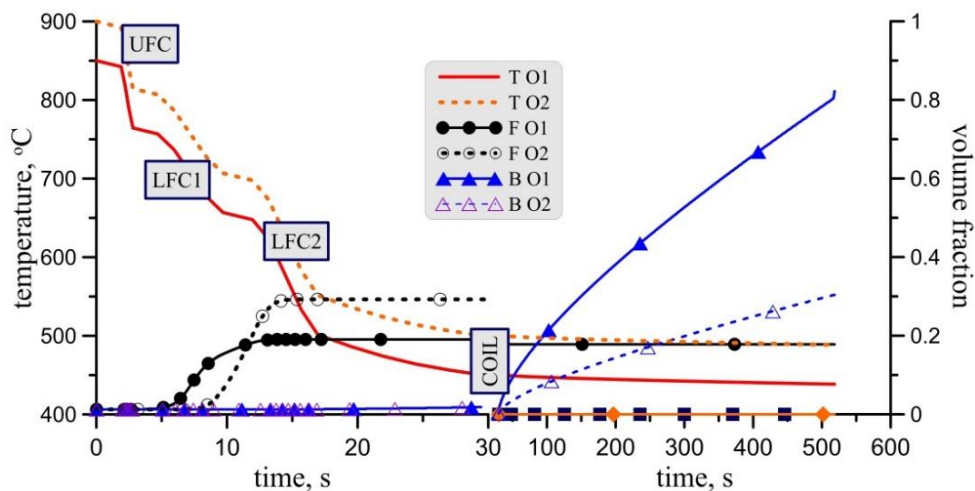 900
800
700
600
500
400
temperature, °C
UFC
LFC1
LFC2
COIL
T O1
T O2
F O1
F O2
B O1
B O2
1
0.8
0.6
0.4
0.2
0
volume fraction
0 10 20 30 100 200 300 400 500 600
time, s time, s